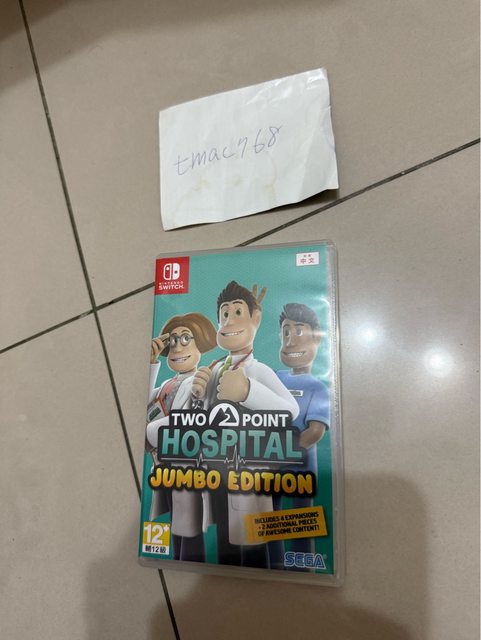 tmac768
NINTENDO
SWITCH
中文
TWO POINT
HOSPITAL
JUMBO EDITION
INCLUDES 4 EXPANSIONS
+ 2 ADDITIONAL PIECES
OF AWESOME CONTENT!
12+
輔12級
SEGA